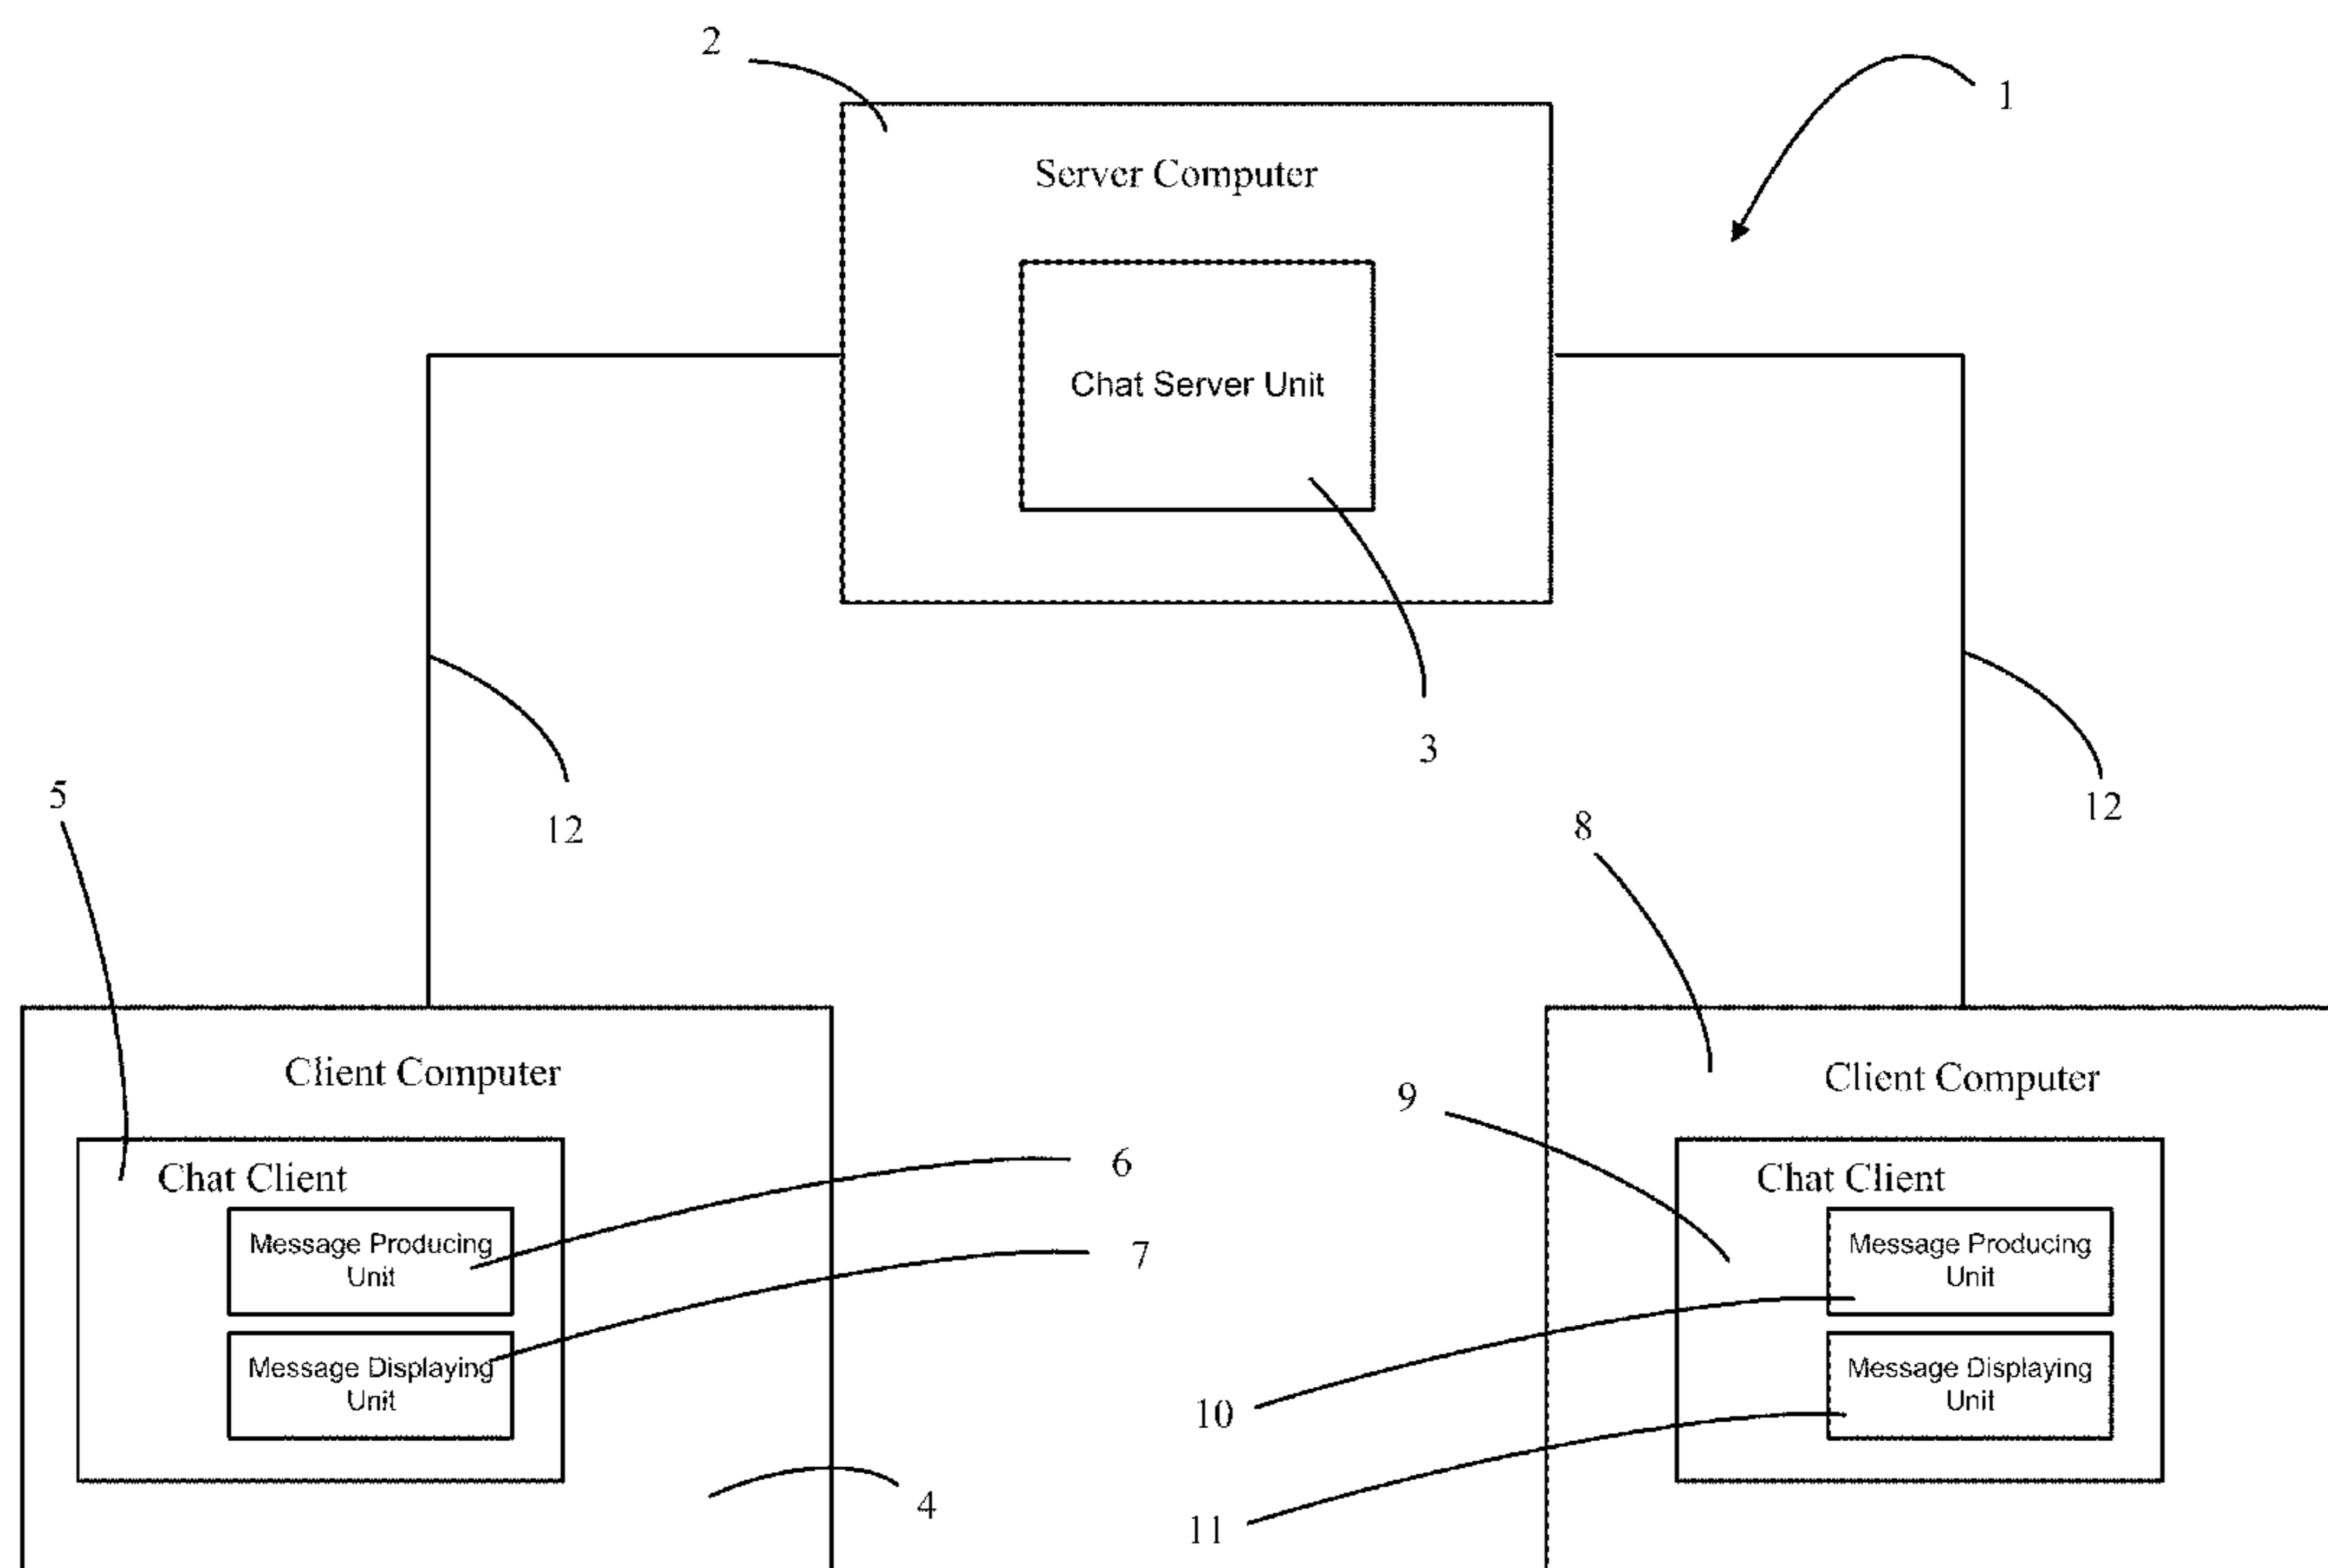 2
1
Server Computer
Chat Server Unit
3
12
12
5
8
Client Computer
Client Computer
9
Chat Client
6
Message Producing
Unit
7
Message Displaying
Unit
4
Chat Client
Message Producing
Unit
10
Message Displaying
Unit
11